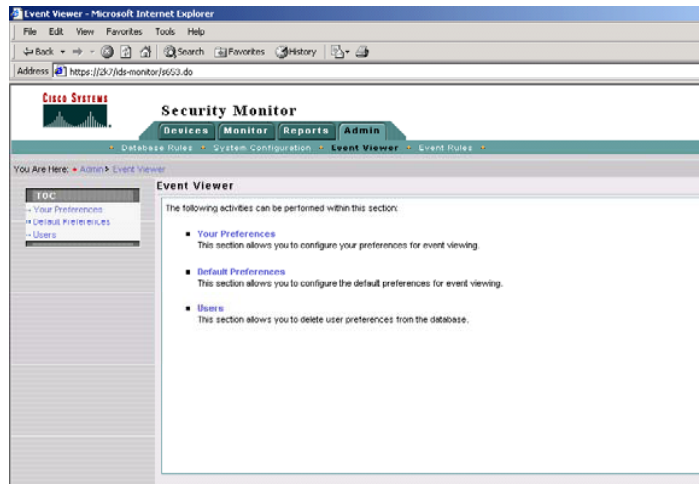 Event Viewer - Microsoft Internet Explorer
File Edit View Favorites Tools Help
Back Search Favorites History
Address https://2k7/ids-monitor/s653.do
CISCO SYSTEMS
Security Monitor
Devices Monitor Reports Admin
Database Rules System Configuration Event Viewer Event Rules
You Are Here: Admin > Event Viewer
TOC
Your Preferences
Default Preferences
Users
Event Viewer
The following activities can be performed within this section:
Your Preferences
This section allows you to configure your preferences for event viewing.
Default Preferences
This section allows you to configure the default preferences for event viewing.
Users
This section allows you to delete user preferences from the database.